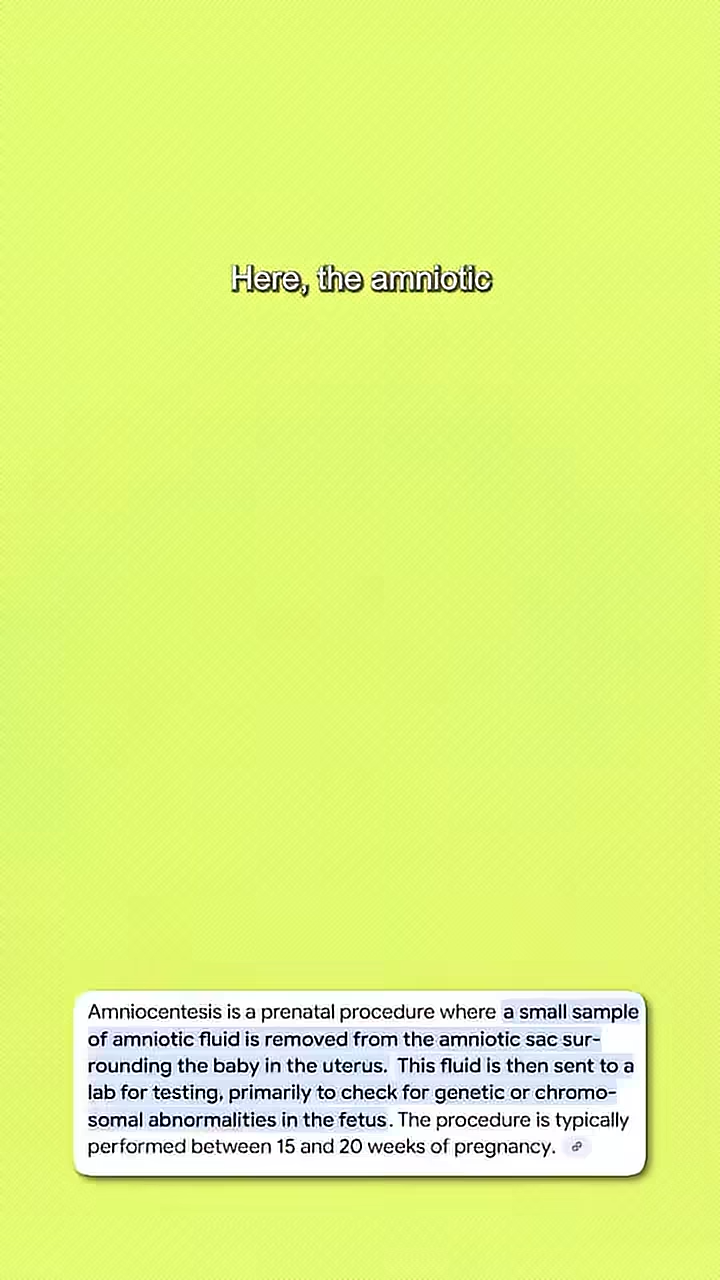 Here, the amniotic
Amniocentesis is a prenatal procedure where a small sample
of amniotic fluid is removed from the amniotic sac sur-
rounding the baby in the uterus. This fluid is then sent to a
lab for testing, primarily to check for genetic or chromo-
somal abnormalities in the fetus. The procedure is typically
performed between 15 and 20 weeks of pregnancy.